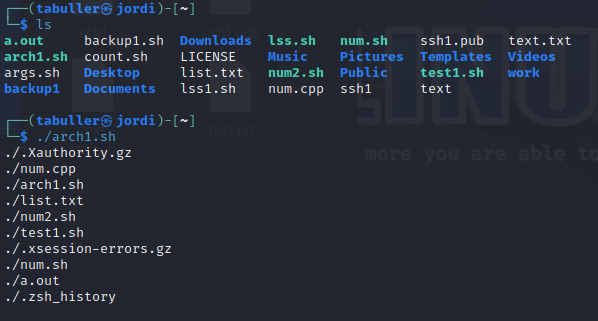 ┌──(tabuller㉿jordi)-[~]
└─$ ls
a.out backup1.sh Downloads lss.sh num.sh ssh1.pub text.txt
arch1.sh count.sh LICENSE Music Pictures Templates Videos
args.sh Desktop list.txt num2.sh Public test1.sh work
backup1 Documents lss1.sh num.cpp ssh1 text
┌──(tabuller㉿jordi)-[~]
└─$ ./arch1.sh
./.Xauthority.gz
./num.cpp
./arch1.sh
./list.txt
./num2.sh
./test1.sh
./.xsession-errors.gz
./num.sh
./a.out
./.zsh_history
text.txt
more you are able to